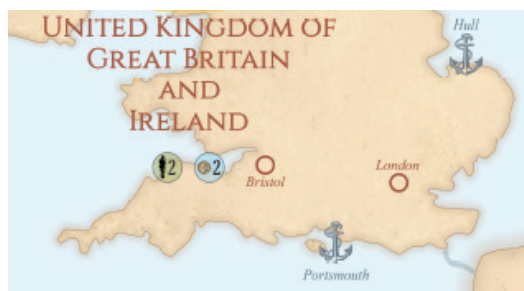 UNITED KINGDOM OF
GREAT BRITAIN
AND
IRELAND
Hull
2
2
Bristol
London
Portsmouth